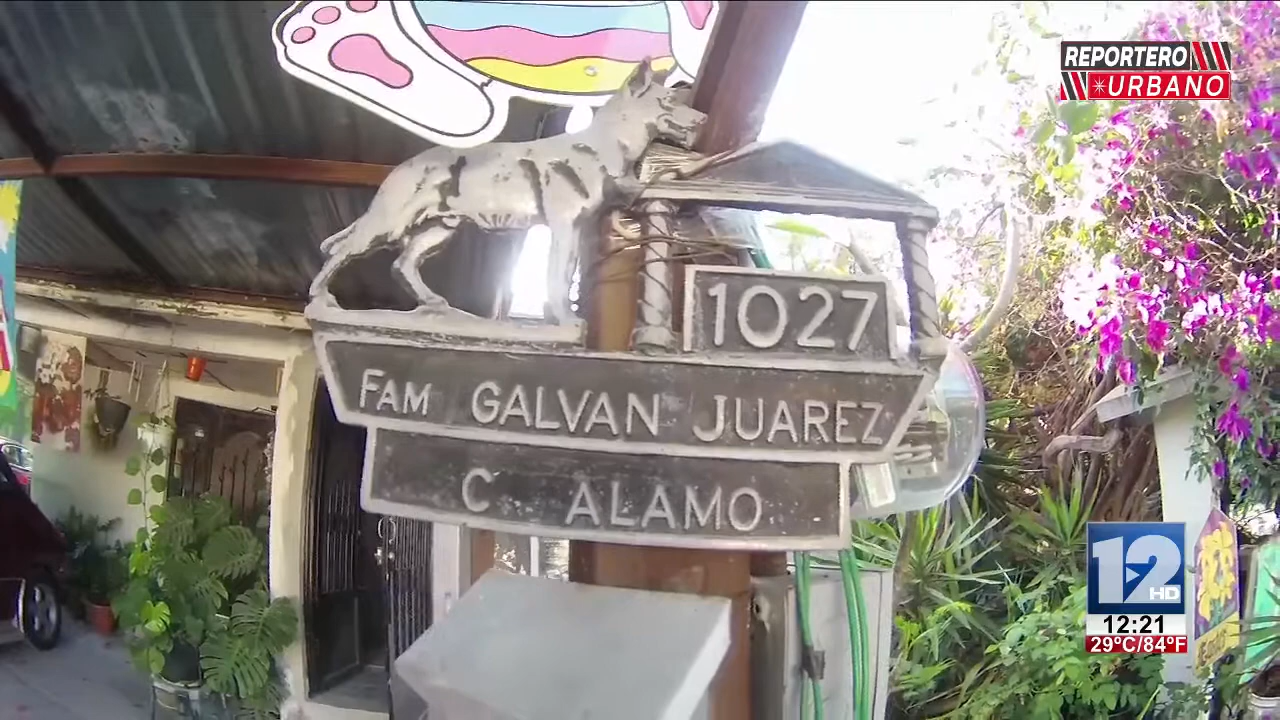 REPORTERO
URBANO
1027
FAM GALVAN JUAREZ
C ALAMO
12
HD
12:21
29°C/84°F